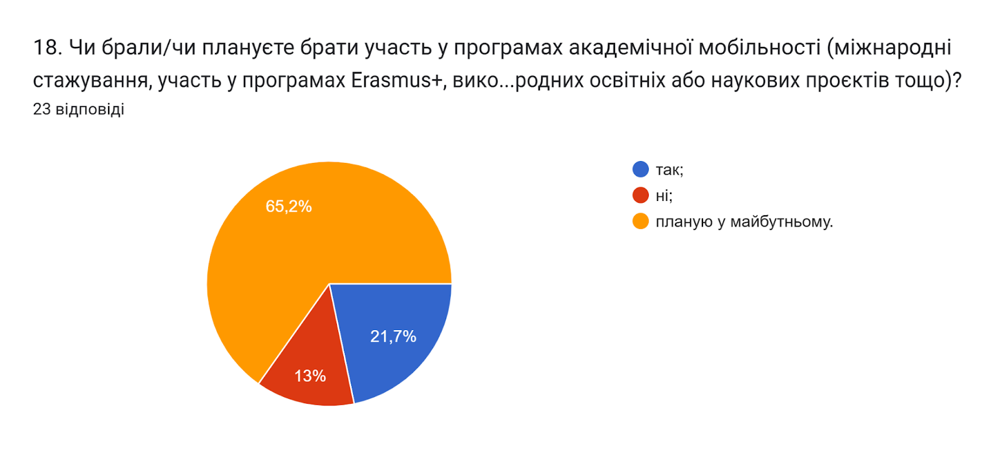 18. Чи брали/чи плануєте брати участь у програмах академічної мобільності (міжнародні
стажування, участь у програмах Erasmus+, вико...родних освітніх або наукових проєктів тощо)?
23 відповіді
так;
ні;
планую у майбутньому.
65,2%
21,7%
13%